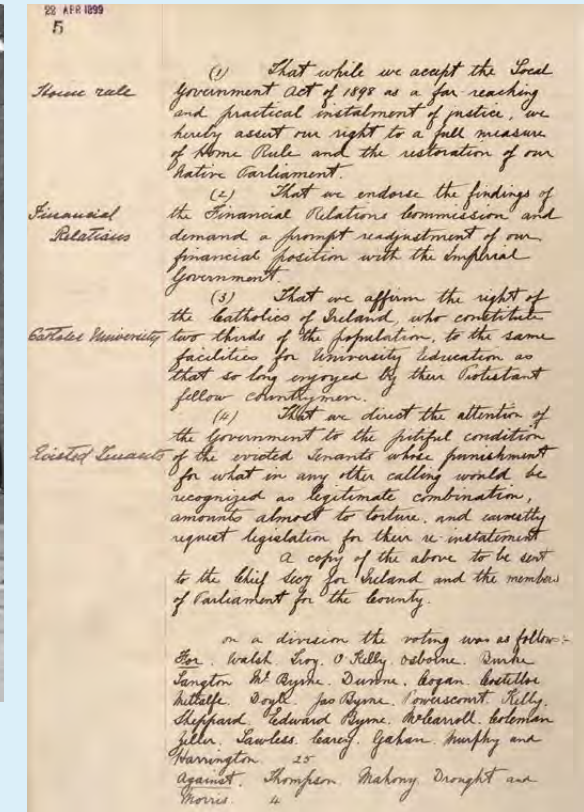 22 APR 1899
5
(1) That while we accept the Local
Home rule
Government Act of 1898 as a far-reaching
and practical instalment of justice, we
hereby assert our right to a full measure
of Home Rule and the restoration of our
Native Parliament.
(2) That we endorse the findings of
Financial
the Financial Relations Commission and
Relations
demand a prompt readjustment of our
financial position with the Imperial
Government.
(3) That we affirm the right of
the Catholics of Ireland, who constitute
Catholic University
two thirds of the population, to the same
facilities for University Education as
that so long enjoyed by their Protestant
fellow countrymen.
(4) That we direct the attention of
the Government to the pitiful condition
Evicted Tenants
of the evicted tenants whose punishment
for what in any other calling would be
recognized as legitimate combination,
amounts almost to torture, and earnestly
request legislation for their re-instatement
A copy of the above to be sent
to the Chief Secy for Ireland and the members
of Parliament for the County.
on a division the voting was as follow:-
For. Walsh. Troy. O'Kelly. Osborne. Burke
Langton Mc Byrne. Dunne. Cogan. Costelloe
Metcalfe. Doyle. Jas Byrne. Powerscourt. Kelly.
Sheppard. Edward Byrne. McCarroll. Coleman
Zeller. Lawless. Carey. Gahan. Murphy and
Harrington. 25
Against. Thompson. Mahony. Drought and
Morris. 4